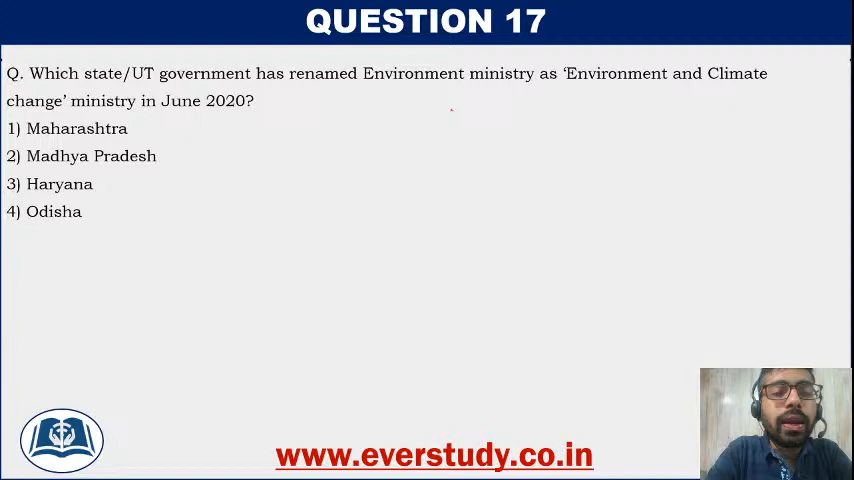 QUESTION 17
Q. Which state/UT government has renamed Environment ministry as ‘Environment and Climate
change’ ministry in June 2020?
1) Maharashtra
2) Madhya Pradesh
3) Haryana
4) Odisha
www.everstudy.co.in